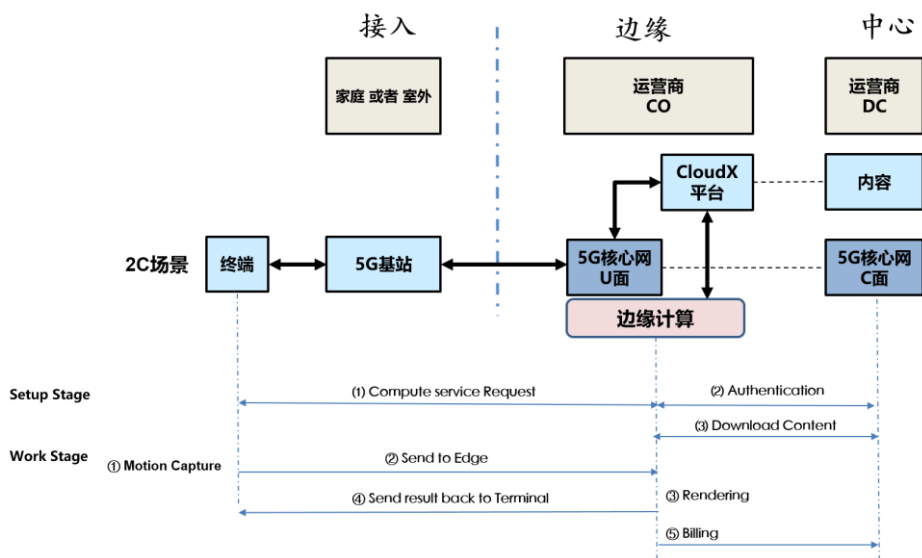 接入
边缘
中心
家庭 或者 室外
运营商
CO
运营商
DC
CloudX
平台
内容
2C场景
终端
5G基站
5G核心网
U面
5G核心网
C面
边缘计算
Setup Stage
(1) Compute service Request
(2) Authentication
(3) Download Content
Work Stage
① Motion Capture
② Send to Edge
④ Send result back to Terminal
③ Rendering
⑤ Billing